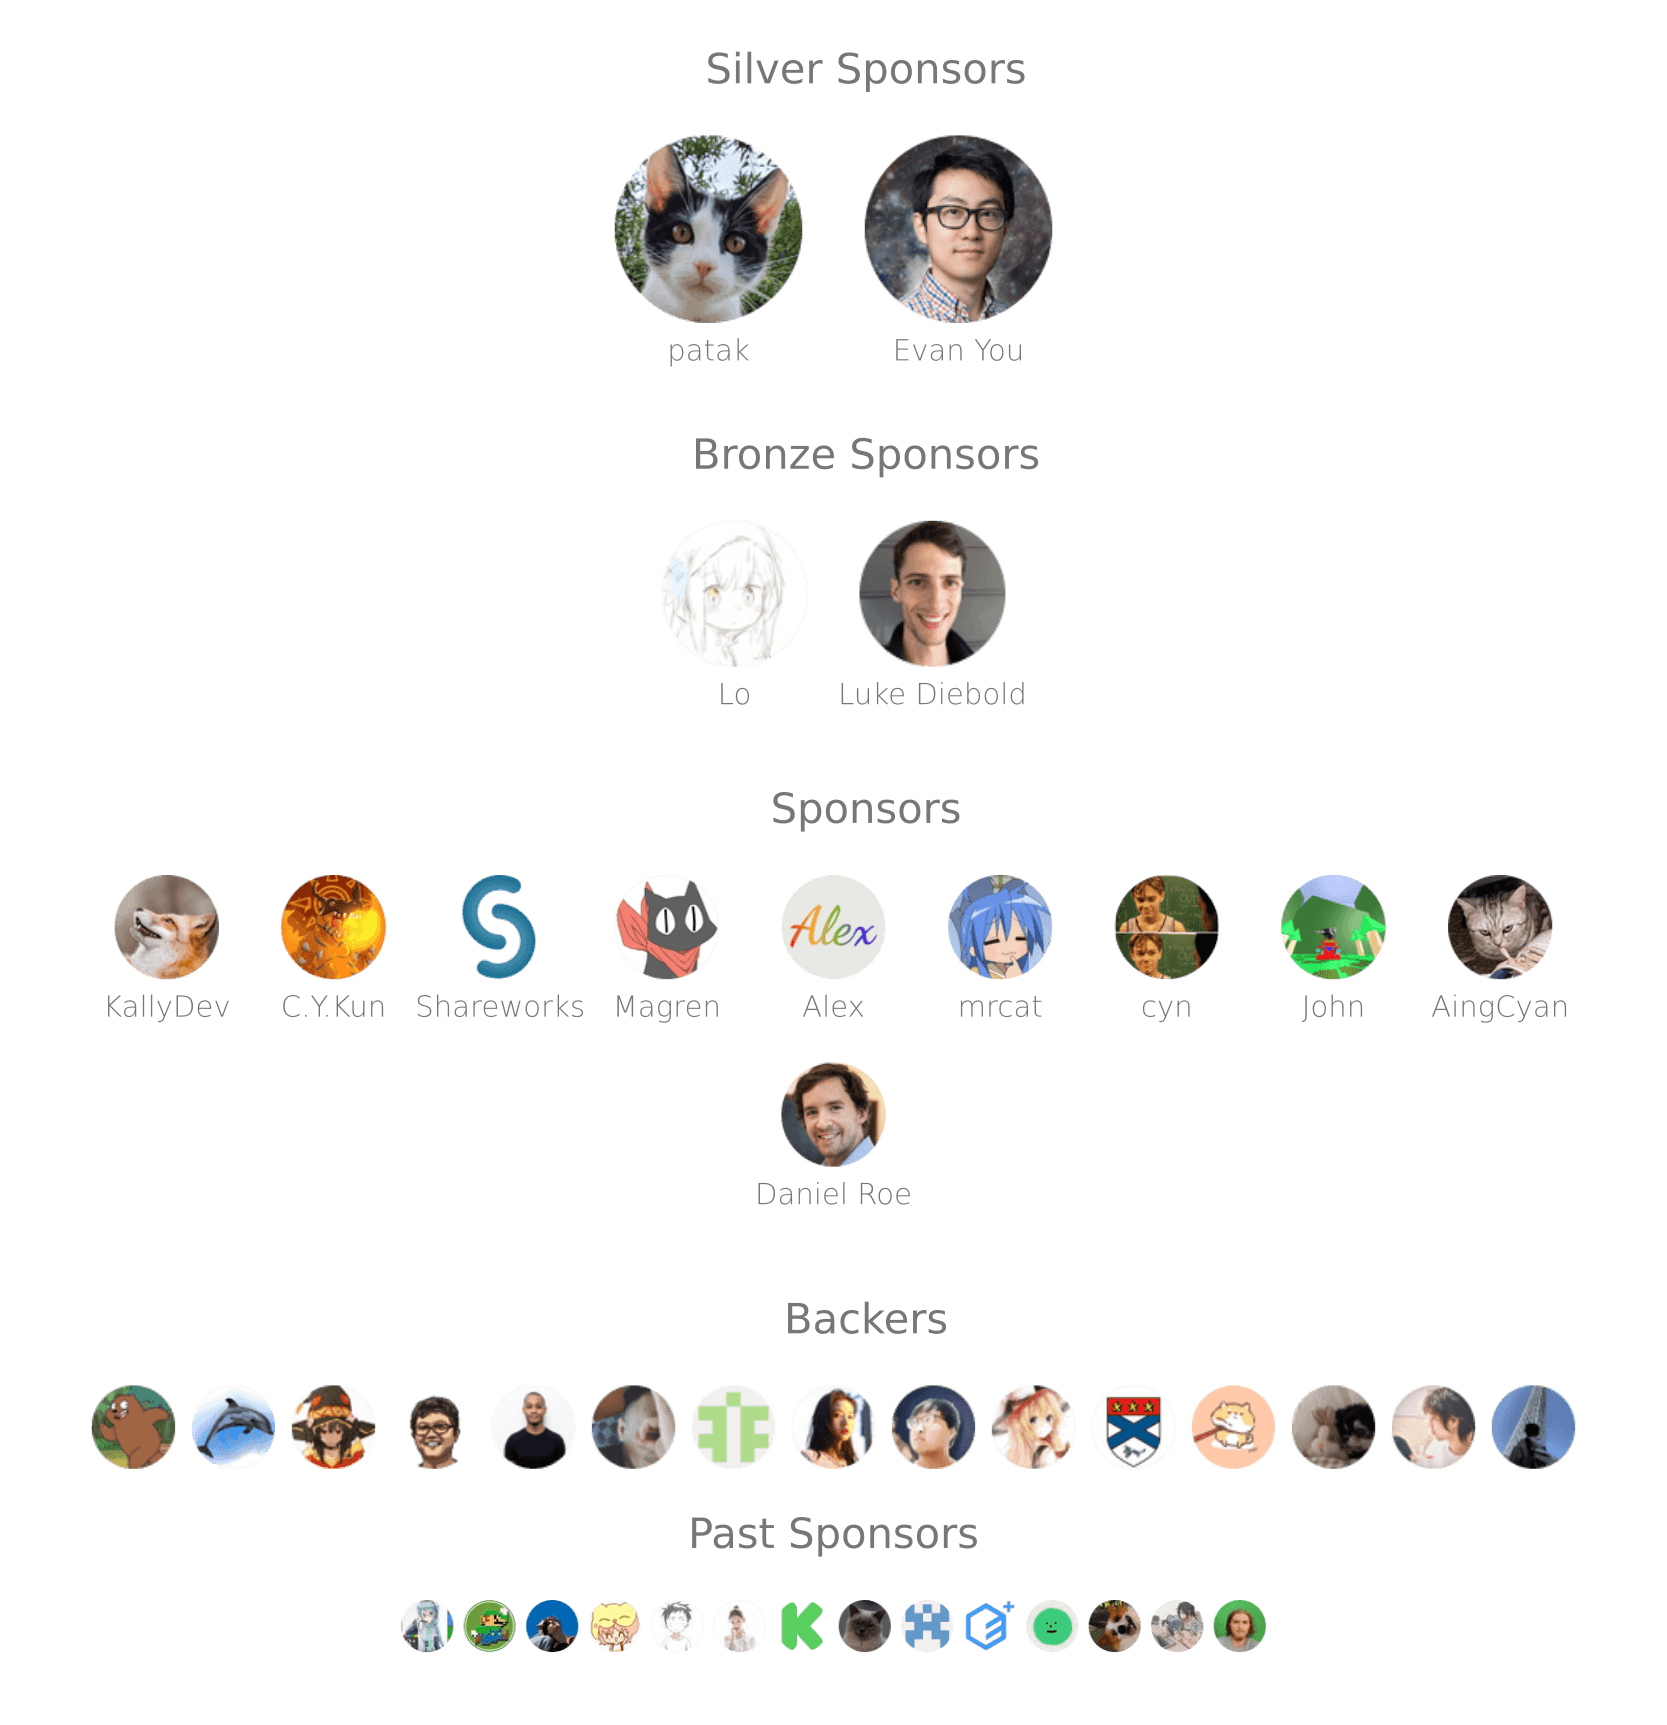 Silver Sponsors
patak Evan You
Bronze Sponsors
Lo Luke Diebold
Sponsors
Alex
KallyDev C.Y.Kun Shareworks Magren Alex mrcat cyn John AingCyan
Daniel Roe
Backers
Past Sponsors